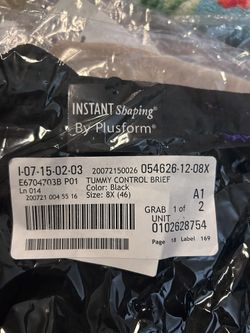 INSTANT Shaping®
By Plusform®
I-07-15-02-03 20072150026 054626-12-08X
E6704703B P01 TUMMY CONTROL BRIEF
Ln 014 Color: Black
200721 004 55 16 Size: 8X (46)
A1
GRAB 1 of 2
UNIT
0102628754
Page 18 Label 169